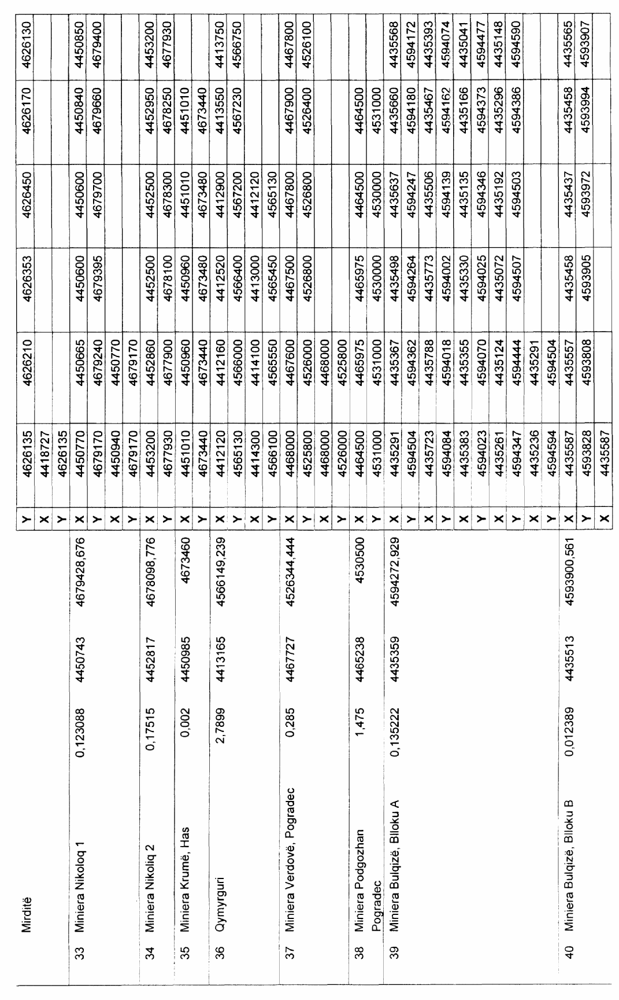 Mirditë Y 4626135 4626210 4626353 4626450 4626170 4626130
X 4418727
Y 4626135
33 Miniera Nikoloq 1 0,123088 4450743 4679428,676 X 4450770 4450665 4450600 4450600 4450840 4450850
Y 4679170 4679240 4679395 4679700 4679660 4679400
X 4450940 4450770
Y 4679170 4679170
34 Miniera Nikoliq 2 0,17515 4452817 4678098,776 X 4453200 4452860 4452500 4452500 4452950 4453200
Y 4677930 4677900 4678100 4678300 4678250 4677930
35 Miniera Krumë, Has 0,002 4450985 4673460 X 4451010 4450960 4450960 4451010 4451010
Y 4673440 4673440 4673480 4673480 4673440
36 Qymyrguri 2,7899 4413165 4566149,239 X 4412120 4412160 4412520 4412900 4413550 4413750
Y 4565130 4566000 4566400 4567200 4567230 4566750
X 4414300 4414100 4413000 4412120
Y 4566100 4565550 4565450 4565130
37 Miniera Verdovë, Pogradec 0,285 4467727 4526344,444 X 4468000 4467600 4467500 4467800 4467900 4467800
Y 4525800 4526000 4526800 4526800 4526400 4526100
X 4468000 4468000
Y 4526000 4525800
38 Miniera Podgozhan 1,475 4465238 4530500 X 4464500 4465975 4465975 4464500 4464500
Pogradec Y 4531000 4531000 4530000 4530000 4531000
39 Miniera Bulqizë, Blloku A 0,135222 4435359 4594272,929 X 4435291 4435367 4435498 4435637 4435660 4435568
Y 4594504 4594362 4594264 4594247 4594180 4594172
X 4435723 4435788 4435773 4435506 4435467 4435393
Y 4594084 4594018 4594002 4594139 4594162 4594074
X 4435383 4435355 4435330 4435135 4435166 4435041
Y 4594023 4594070 4594025 4594346 4594373 4594477
X 4435261 4435124 4435072 4435192 4435296 4435148
Y 4594347 4594444 4594507 4594503 4594386 4594590
X 4435236 4435291
Y 4594594 4594504
40 Miniera Bulqizë, Blloku B 0,012389 4435513 4593900,561 X 4435587 4435557 4435458 4435437 4435458 4435565
Y 4593828 4593808 4593905 4593972 4593994 4593907
X 4435587